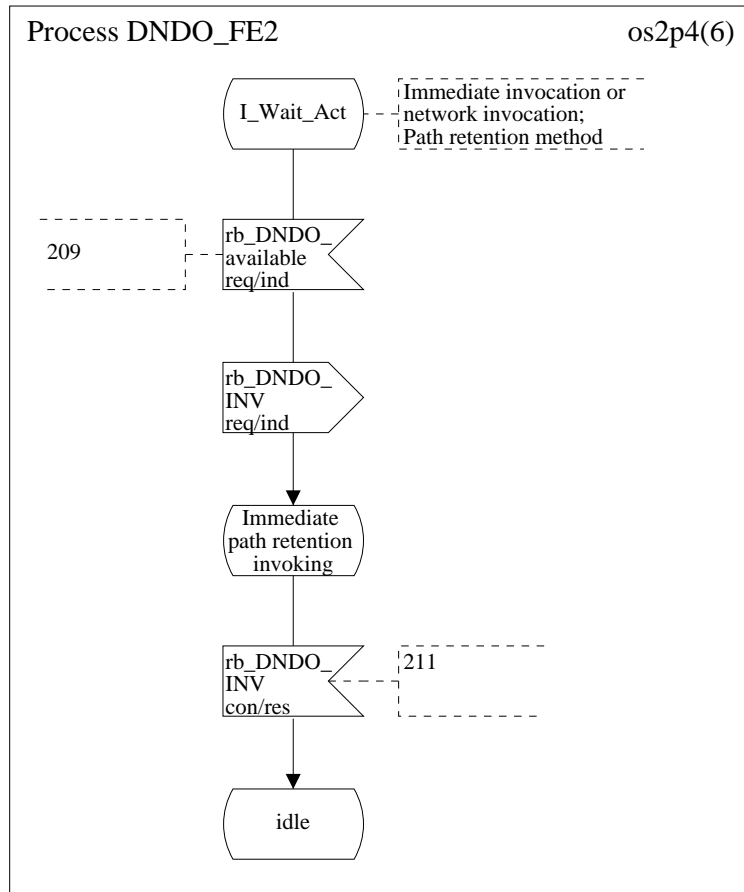 Process DNDO_FE2
os2p4(6)
I_Wait_Act
Immediate invocation or
network invocation;
Path retention method
209
rb_DNDO_
available
req/ind
rb_DNDO_
INV
req/ind
Immediate
path retention
invoking
rb_DNDO_
INV
con/res
211
idle